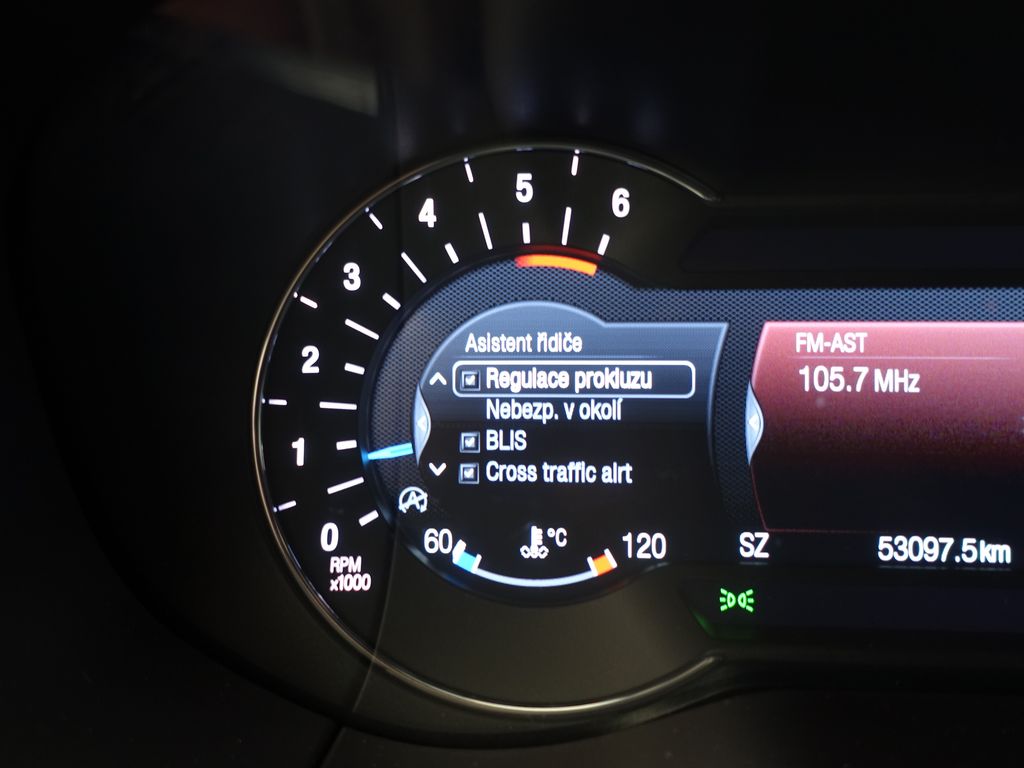 6
5
4
3
2
1
0
RPM
x1000
Asistent řidiče
Regulace prokluzu
Nebezp. v okolí
BLIS
Cross traffic alrt
60
°C
120
FM-AST
105.7 MHz
SZ
53097.5 km